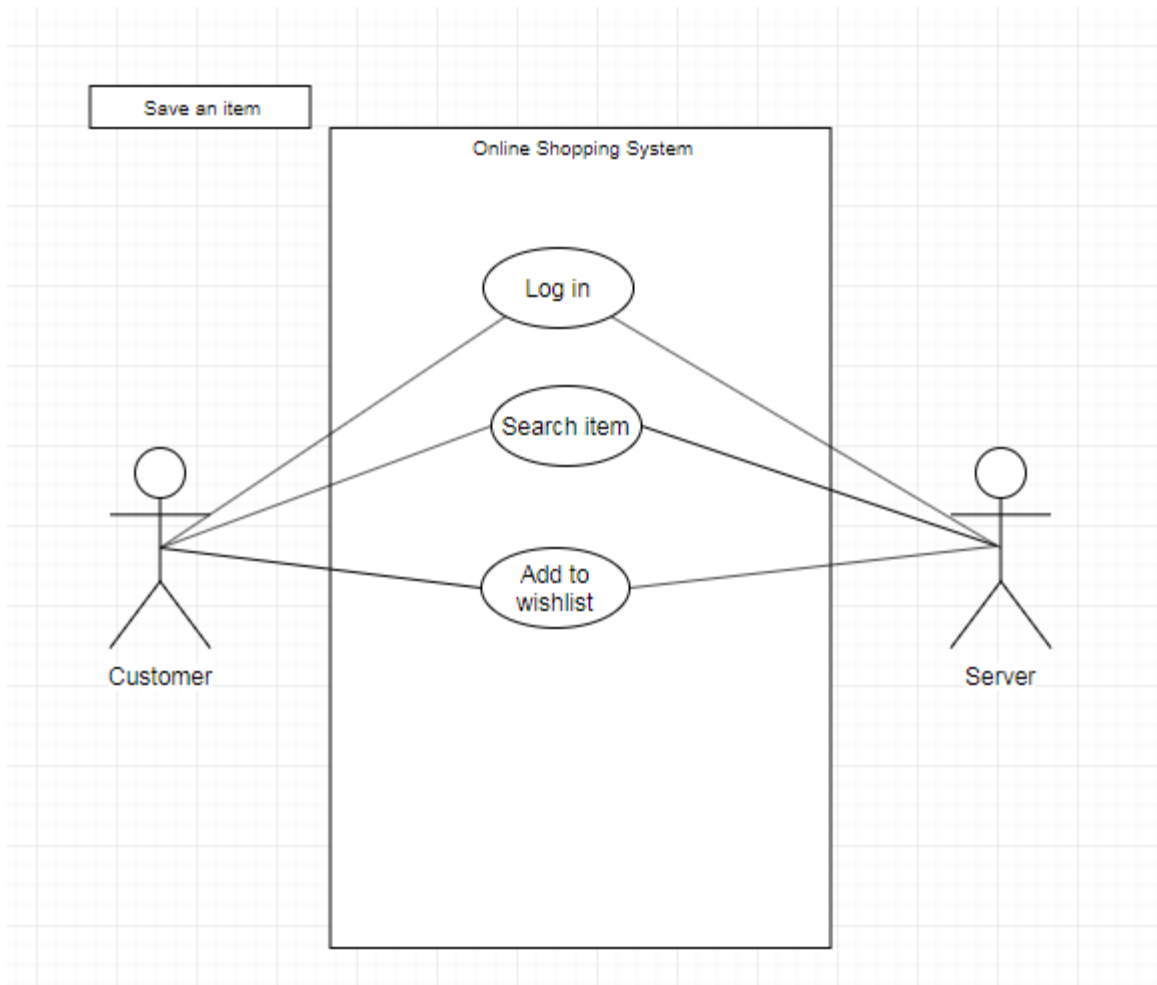 Save an item
Online Shopping System
Log in
Search item
Add to
wishlist
Customer
Server